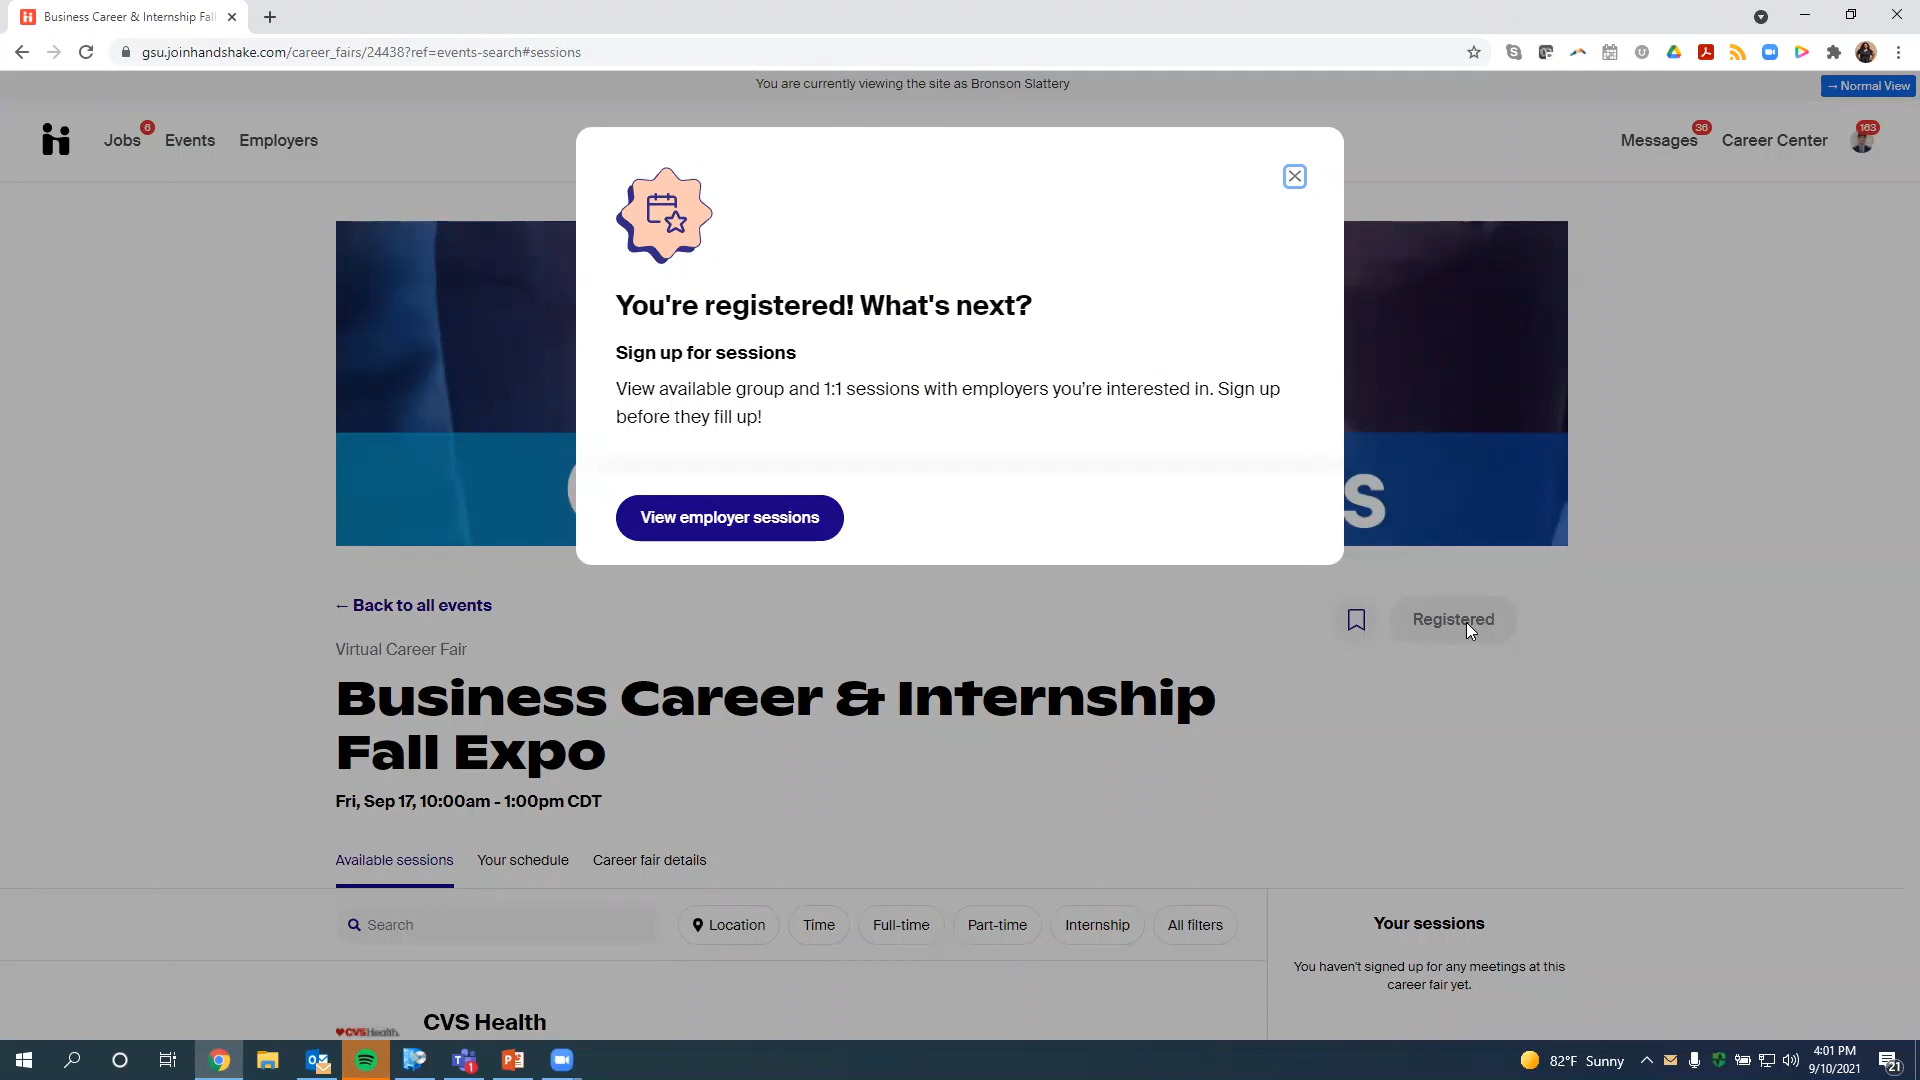 Business Career & Internship Fal
gsu.joinhandshake.com/career_fairs/24438?ref=events-search#sessions
You are currently viewing the site as Bronson Slattery
→ Normal View
Jobs 6 Events Employers
Messages 36 Career Center 163
You're registered! What's next?
Sign up for sessions
View available group and 1:1 sessions with employers you're interested in. Sign up
before they fill up!
S
View employer sessions
← Back to all events
Registered
Virtual Career Fair
Business Career & Internship
Fall Expo
Fri, Sep 17, 10:00am - 1:00pm CDT
Available sessions Your schedule Career fair details
Search Location Time Full-time Part-time Internship All filters
Your sessions
You haven't signed up for any meetings at this
career fair yet.
CVS Health
CVSHealth
82°F Sunny
4:01 PM
9/10/2021
21
1